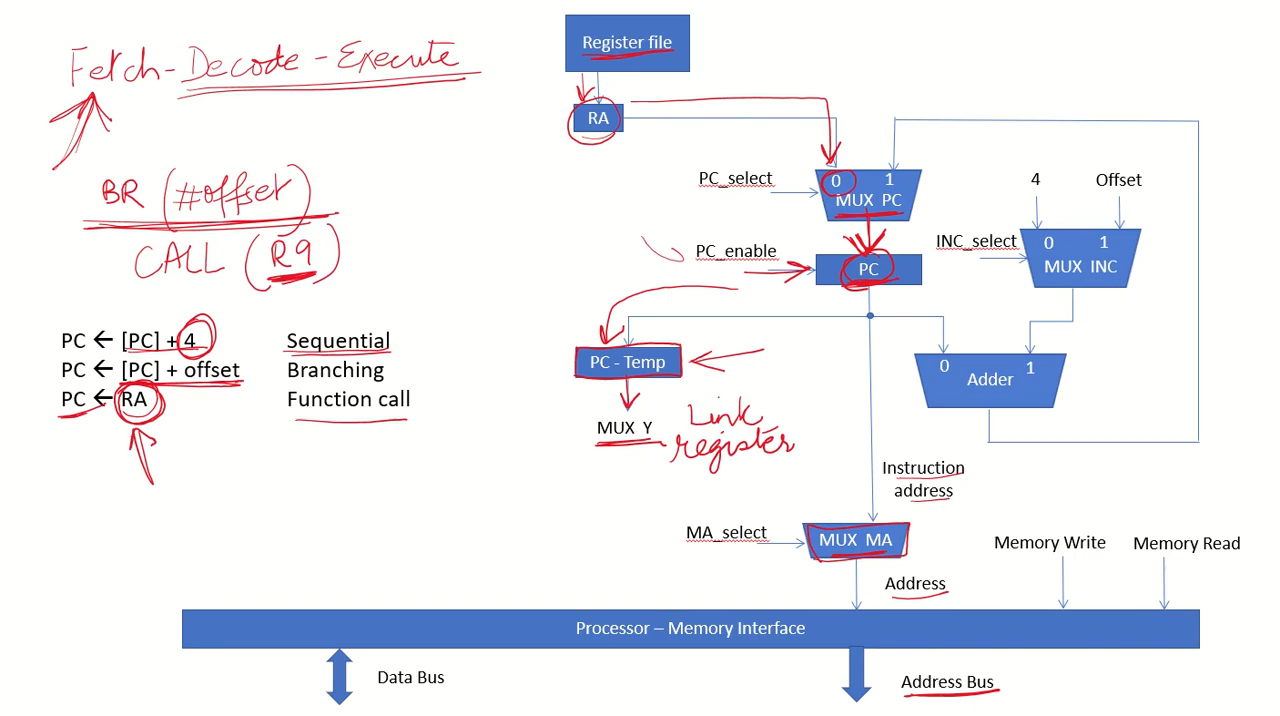 Fetch - Decode - Execute
BR (#offset)
CALL (R9)
PC ← [PC] + 4 Sequential
PC ← [PC] + offset Branching
PC ← RA Function call
Register file
RA
PC_select
0 1
MUX PC
4 Offset
PC_enable
PC
INC_select
0 1
MUX INC
PC - Temp
0 1
Adder
MUX Y
Link
register
Instruction
address
MA_select
MUX MA
Memory Write Memory Read
Address
Processor – Memory Interface
Data Bus
Address Bus